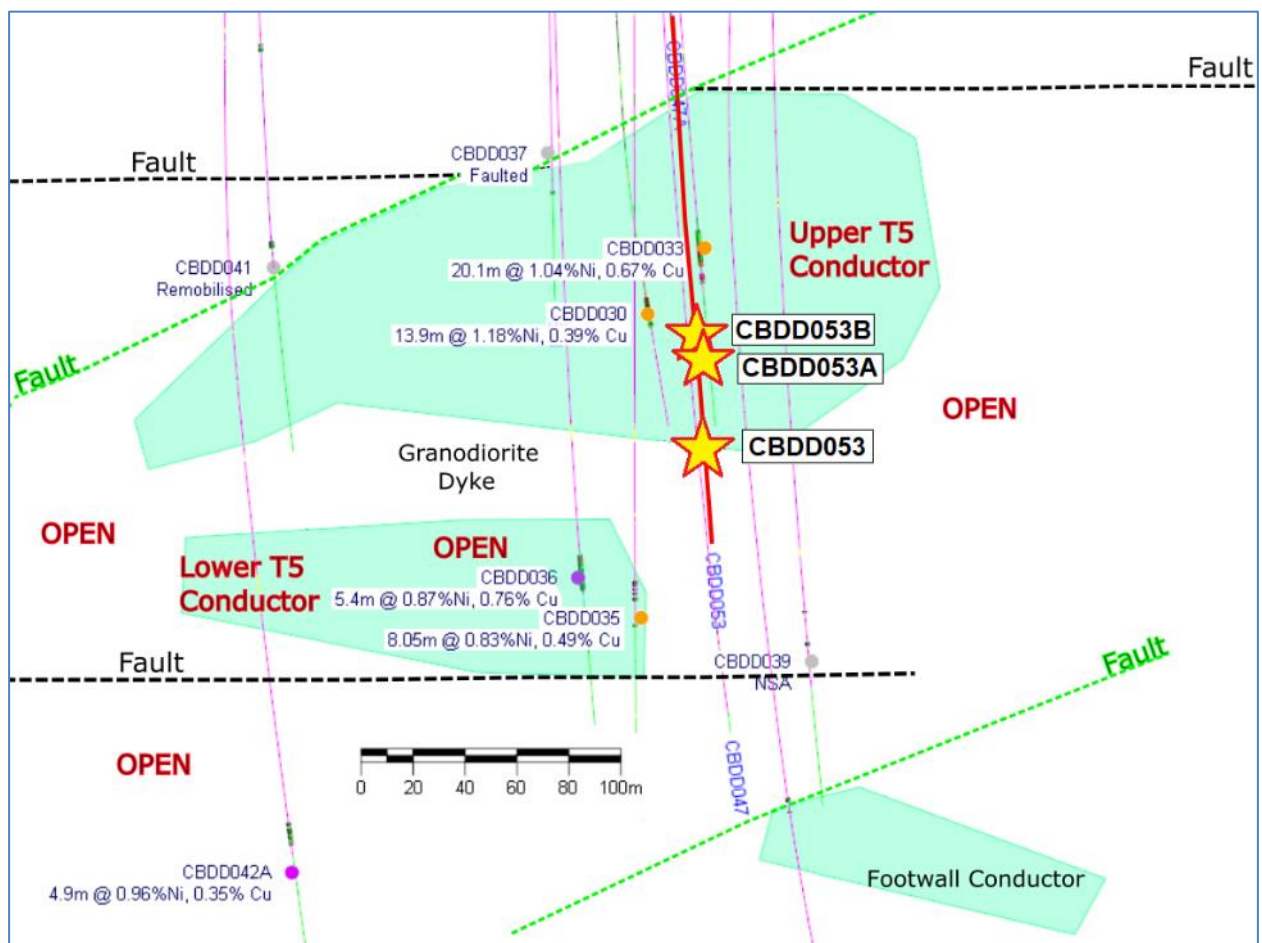 Fault
Fault
CBDD037
Faulted
CBDD033
20.1m @ 1.04%Ni, 0.67% Cu
Upper T5
Conductor
CBDD041
Remobilised
CBDD030
13.9m @ 1.18%Ni, 0.39% Cu
CBDD053B
CBDD053A
Fault
OPEN
CBDD053
Granodiorite
Dyke
OPEN
OPEN
Lower T5
Conductor
CBDD036
5.4m @ 0.87%Ni, 0.76% Cu
CBDD053
CBDD035
8.05m @ 0.83%Ni, 0.49% Cu
Fault
CBDD039
NSA
Fault
OPEN
0 20 40 60 80 100m
CBDD047
CBDD042A
4.9m @ 0.96%Ni, 0.35% Cu
Footwall Conductor